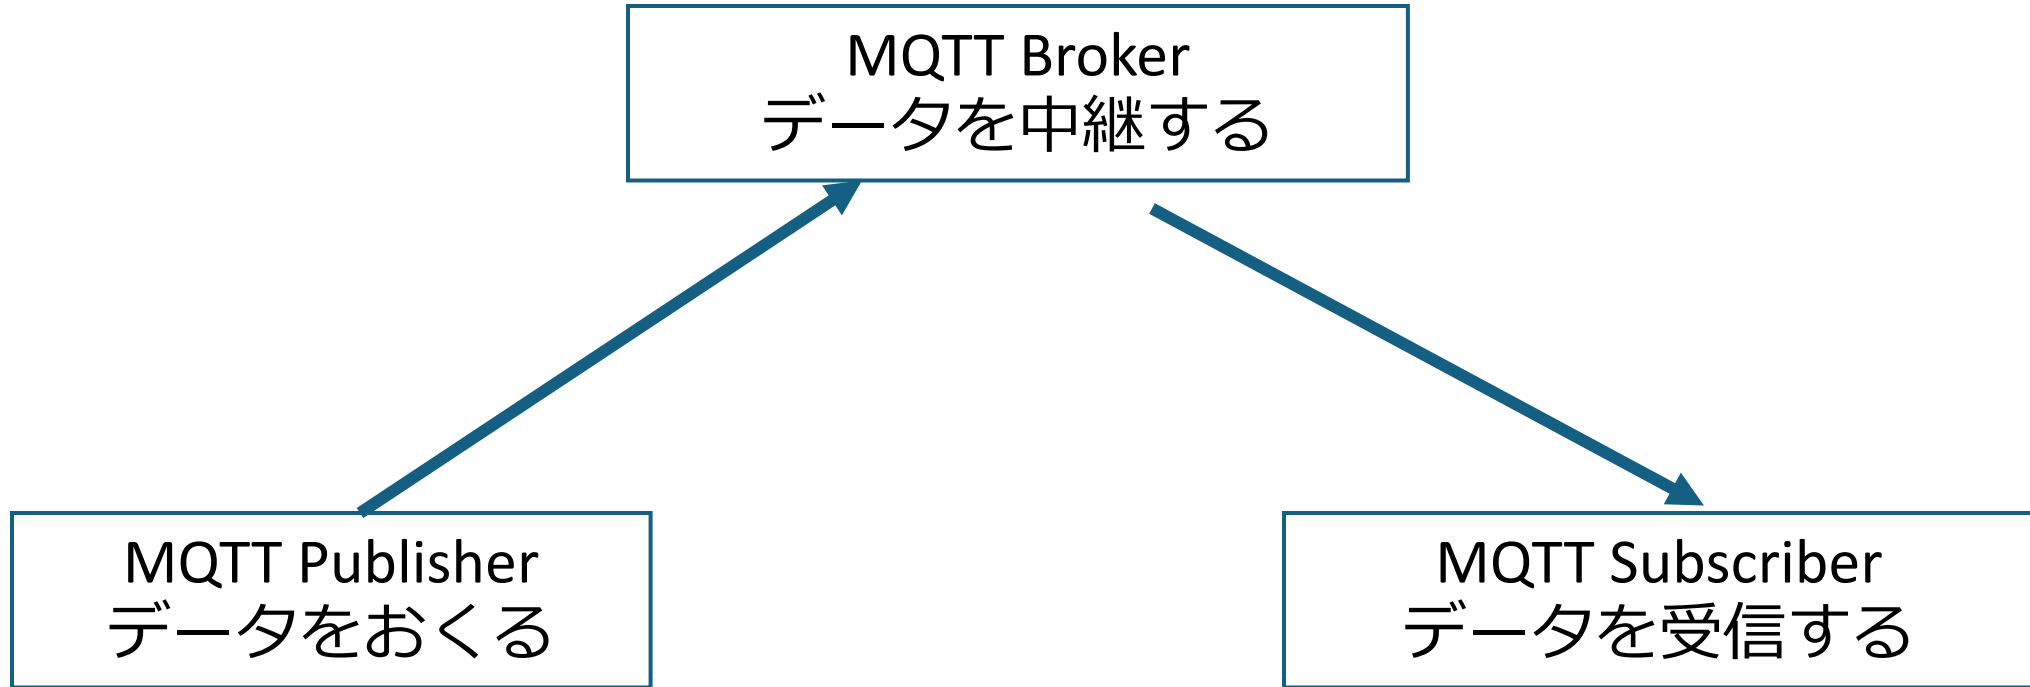 MQTT Broker
データを中継する
MQTT Publisher
データをおくる
MQTT Subscriber
データを受信する